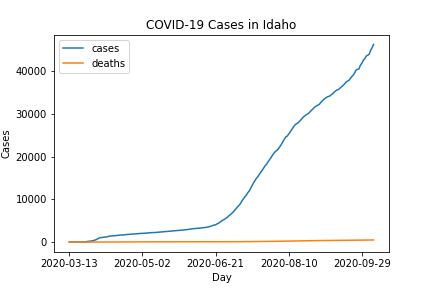 COVID-19 Cases in Idaho
cases
deaths
Cases
40000
30000
20000
10000
0
2020-03-13 2020-05-02 2020-06-21 2020-08-10 2020-09-29
Day